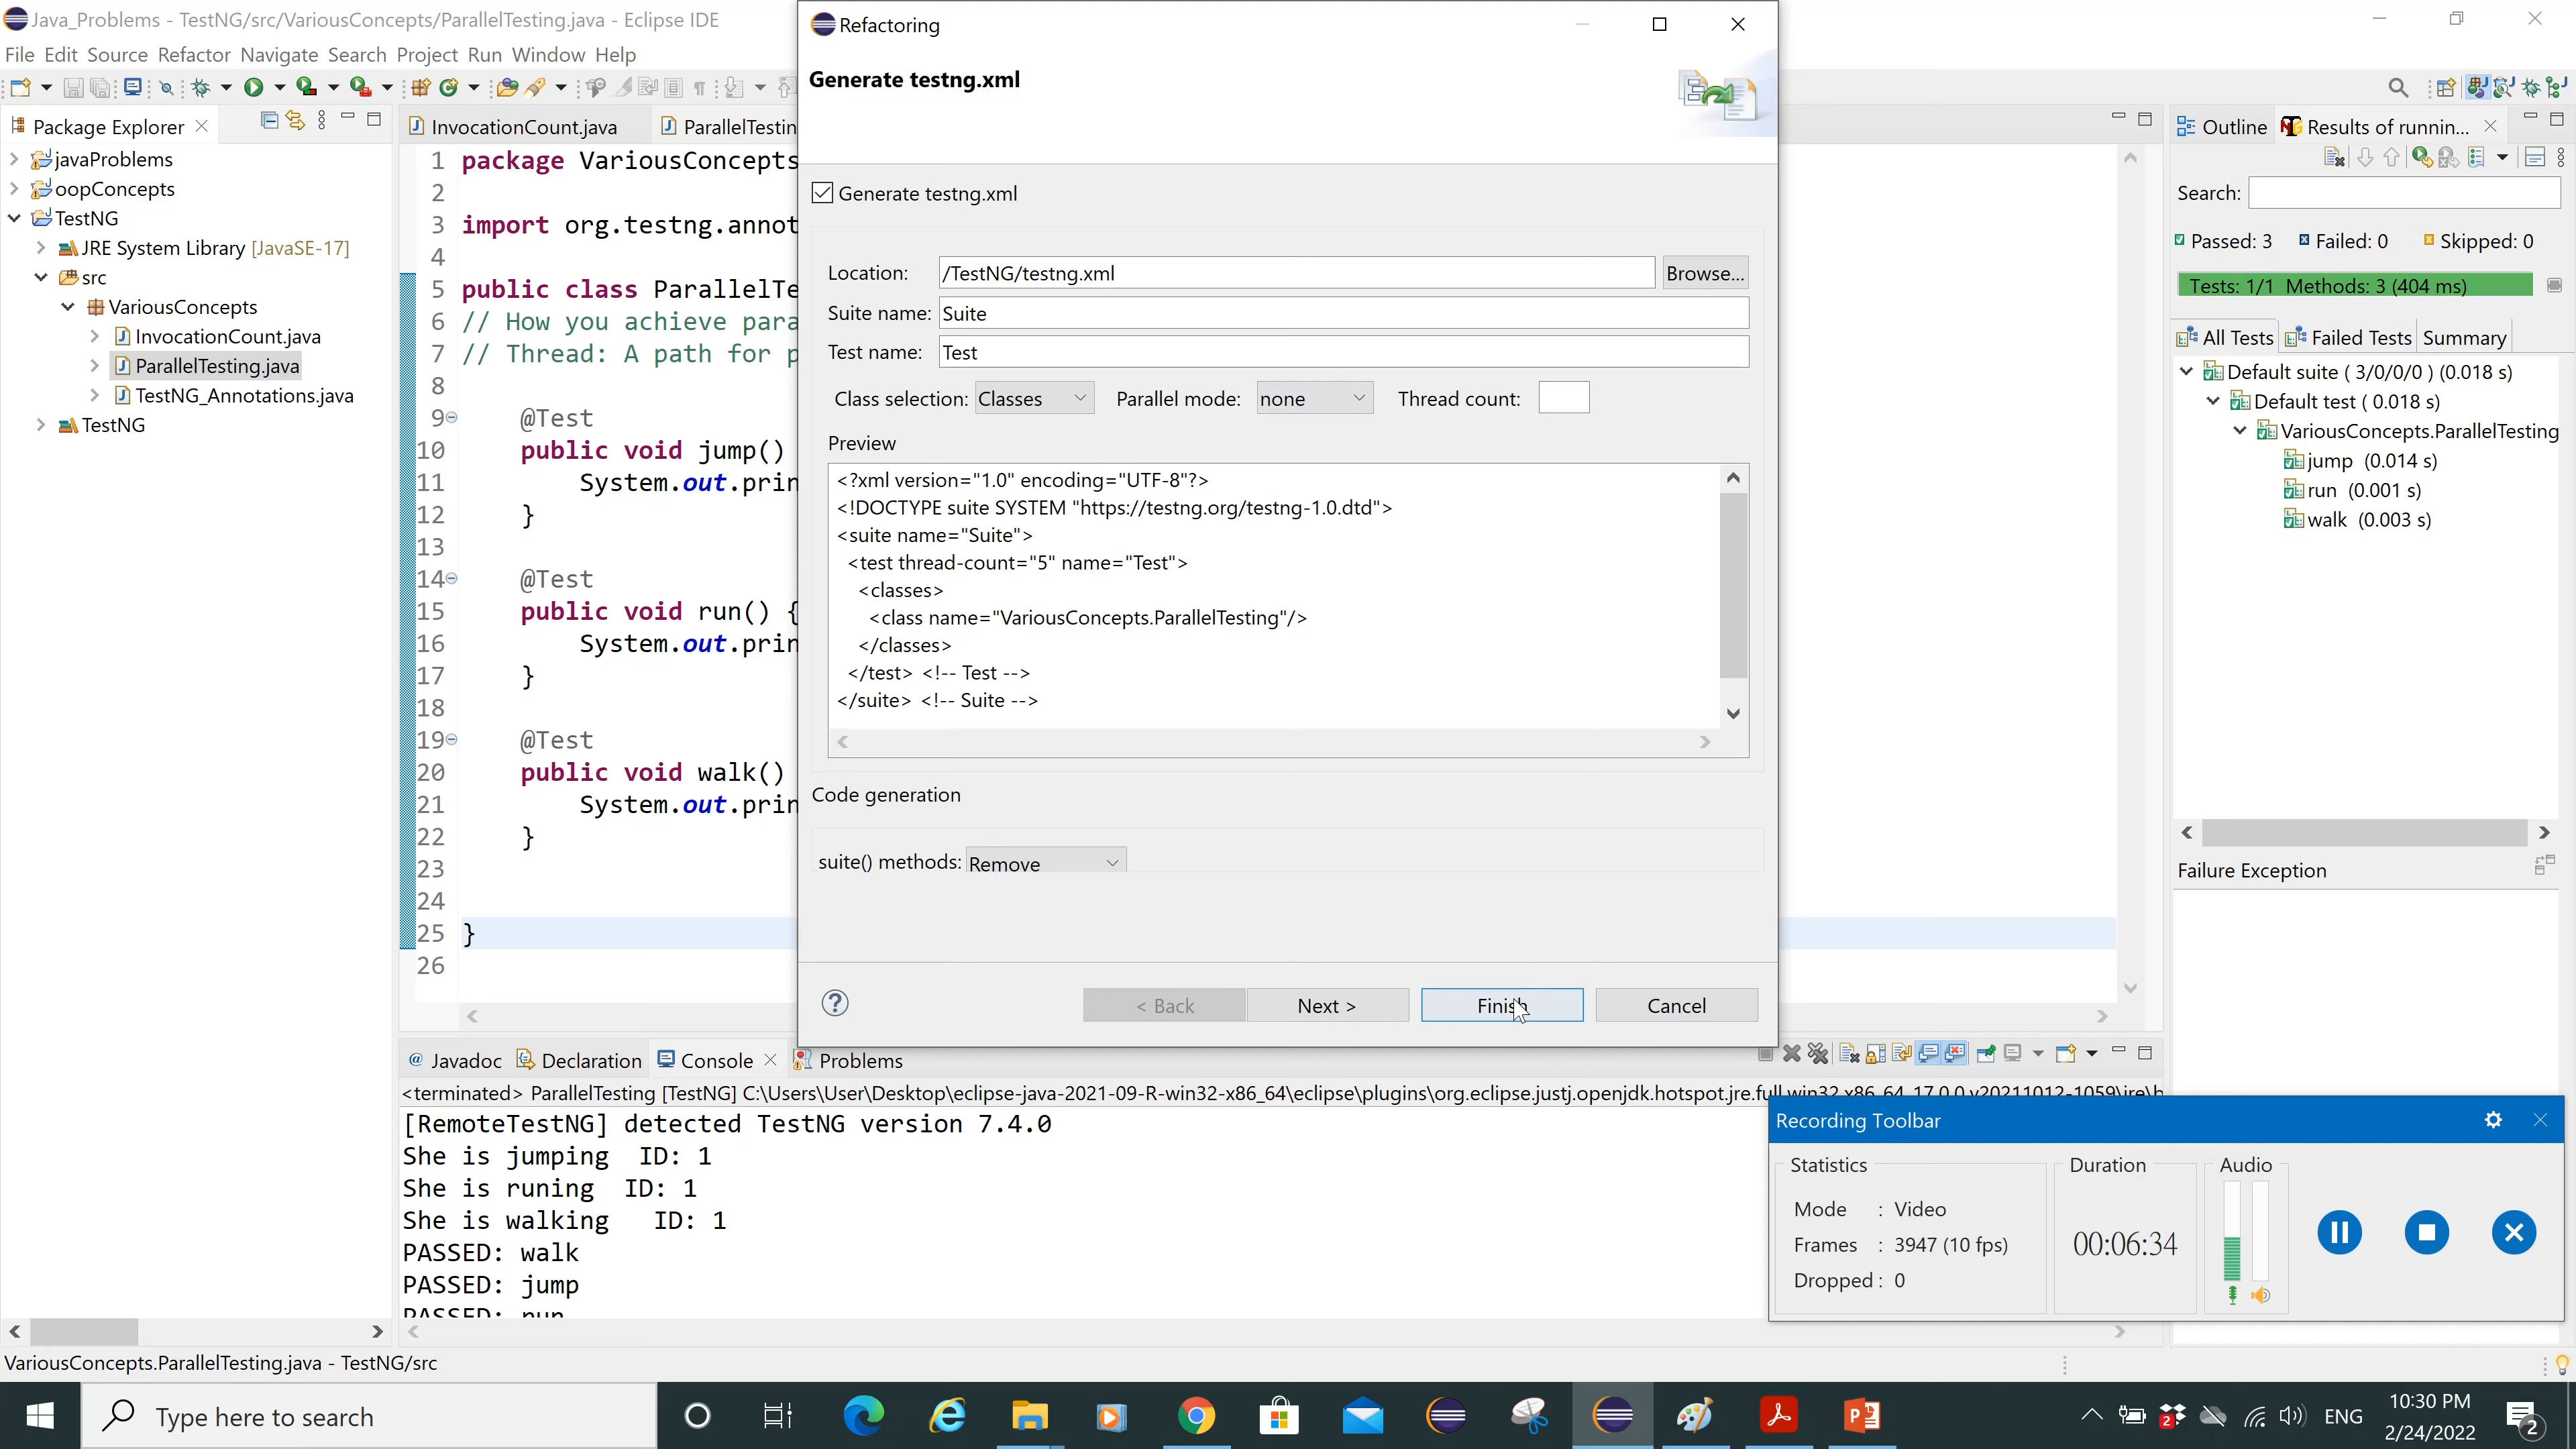 Java_Problems - TestNG/src/VariousConcepts/ParallelTesting.java - Eclipse IDE
File Edit Source Refactor Navigate Search Project Run Window Help
Package Explorer
javaProblems
oopConcepts
TestNG
JRE System Library [JavaSE-17]
src
VariousConcepts
InvocationCount.java
ParallelTesting.java
TestNG_Annotations.java
TestNG
InvocationCount.java
ParallelTestin
1 package VariousConcepts
2
3 import org.testng.annot
4
5 public class ParallelTe
6 // How you achieve para
7 // Thread: A path for p
8
9 @Test
10 public void jump()
11 System.out.prin
12 }
13
14 @Test
15 public void run() {
16 System.out.prin
17 }
18
19 @Test
20 public void walk()
21 System.out.prin
22 }
23
24
25 }
26
Refactoring
Generate testng.xml
Generate testng.xml
Location: /TestNG/testng.xml Browse...
Suite name: Suite
Test name: Test
Class selection: Classes Parallel mode: none Thread count:
Preview
<?xml version="1.0" encoding="UTF-8"?>
<!DOCTYPE suite SYSTEM "https://testng.org/testng-1.0.dtd">
<suite name="Suite">
<test thread-count="5" name="Test">
<classes>
<class name="VariousConcepts.ParallelTesting"/>
</classes>
</test> <!-- Test -->
</suite> <!-- Suite -->
Code generation
suite() methods: Remove
< Back Next > Finish Cancel
Outline Results of runnin...
Search:
Passed: 3 Failed: 0 Skipped: 0
Tests: 1/1 Methods: 3 (404 ms)
All Tests Failed Tests Summary
Default suite ( 3/0/0/0 ) (0.018 s)
Default test ( 0.018 s)
VariousConcepts.ParallelTesting
jump (0.014 s)
run (0.001 s)
walk (0.003 s)
Failure Exception
@ Javadoc Declaration Console Problems
<terminated> ParallelTesting [TestNG] C:\Users\User\Desktop\eclipse-java-2021-09-R-win32-x86_64\eclipse\plugins\org.eclipse.justj.openjdk.hotspot.jre.full.win32.x86_64_17.0.0.v20211012-1059\jre\b
[RemoteTestNG] detected TestNG version 7.4.0
She is jumping ID: 1
She is runing ID: 1
She is walking ID: 1
PASSED: walk
PASSED: jump
PASSED: run
Recording Toolbar
Statistics
Mode : Video
Frames : 3947 (10 fps)
Dropped : 0
Duration
00:06:34
Audio
VariousConcepts.ParallelTesting.java - TestNG/src
Type here to search
2
ENG
10:30 PM
2/24/2022
2